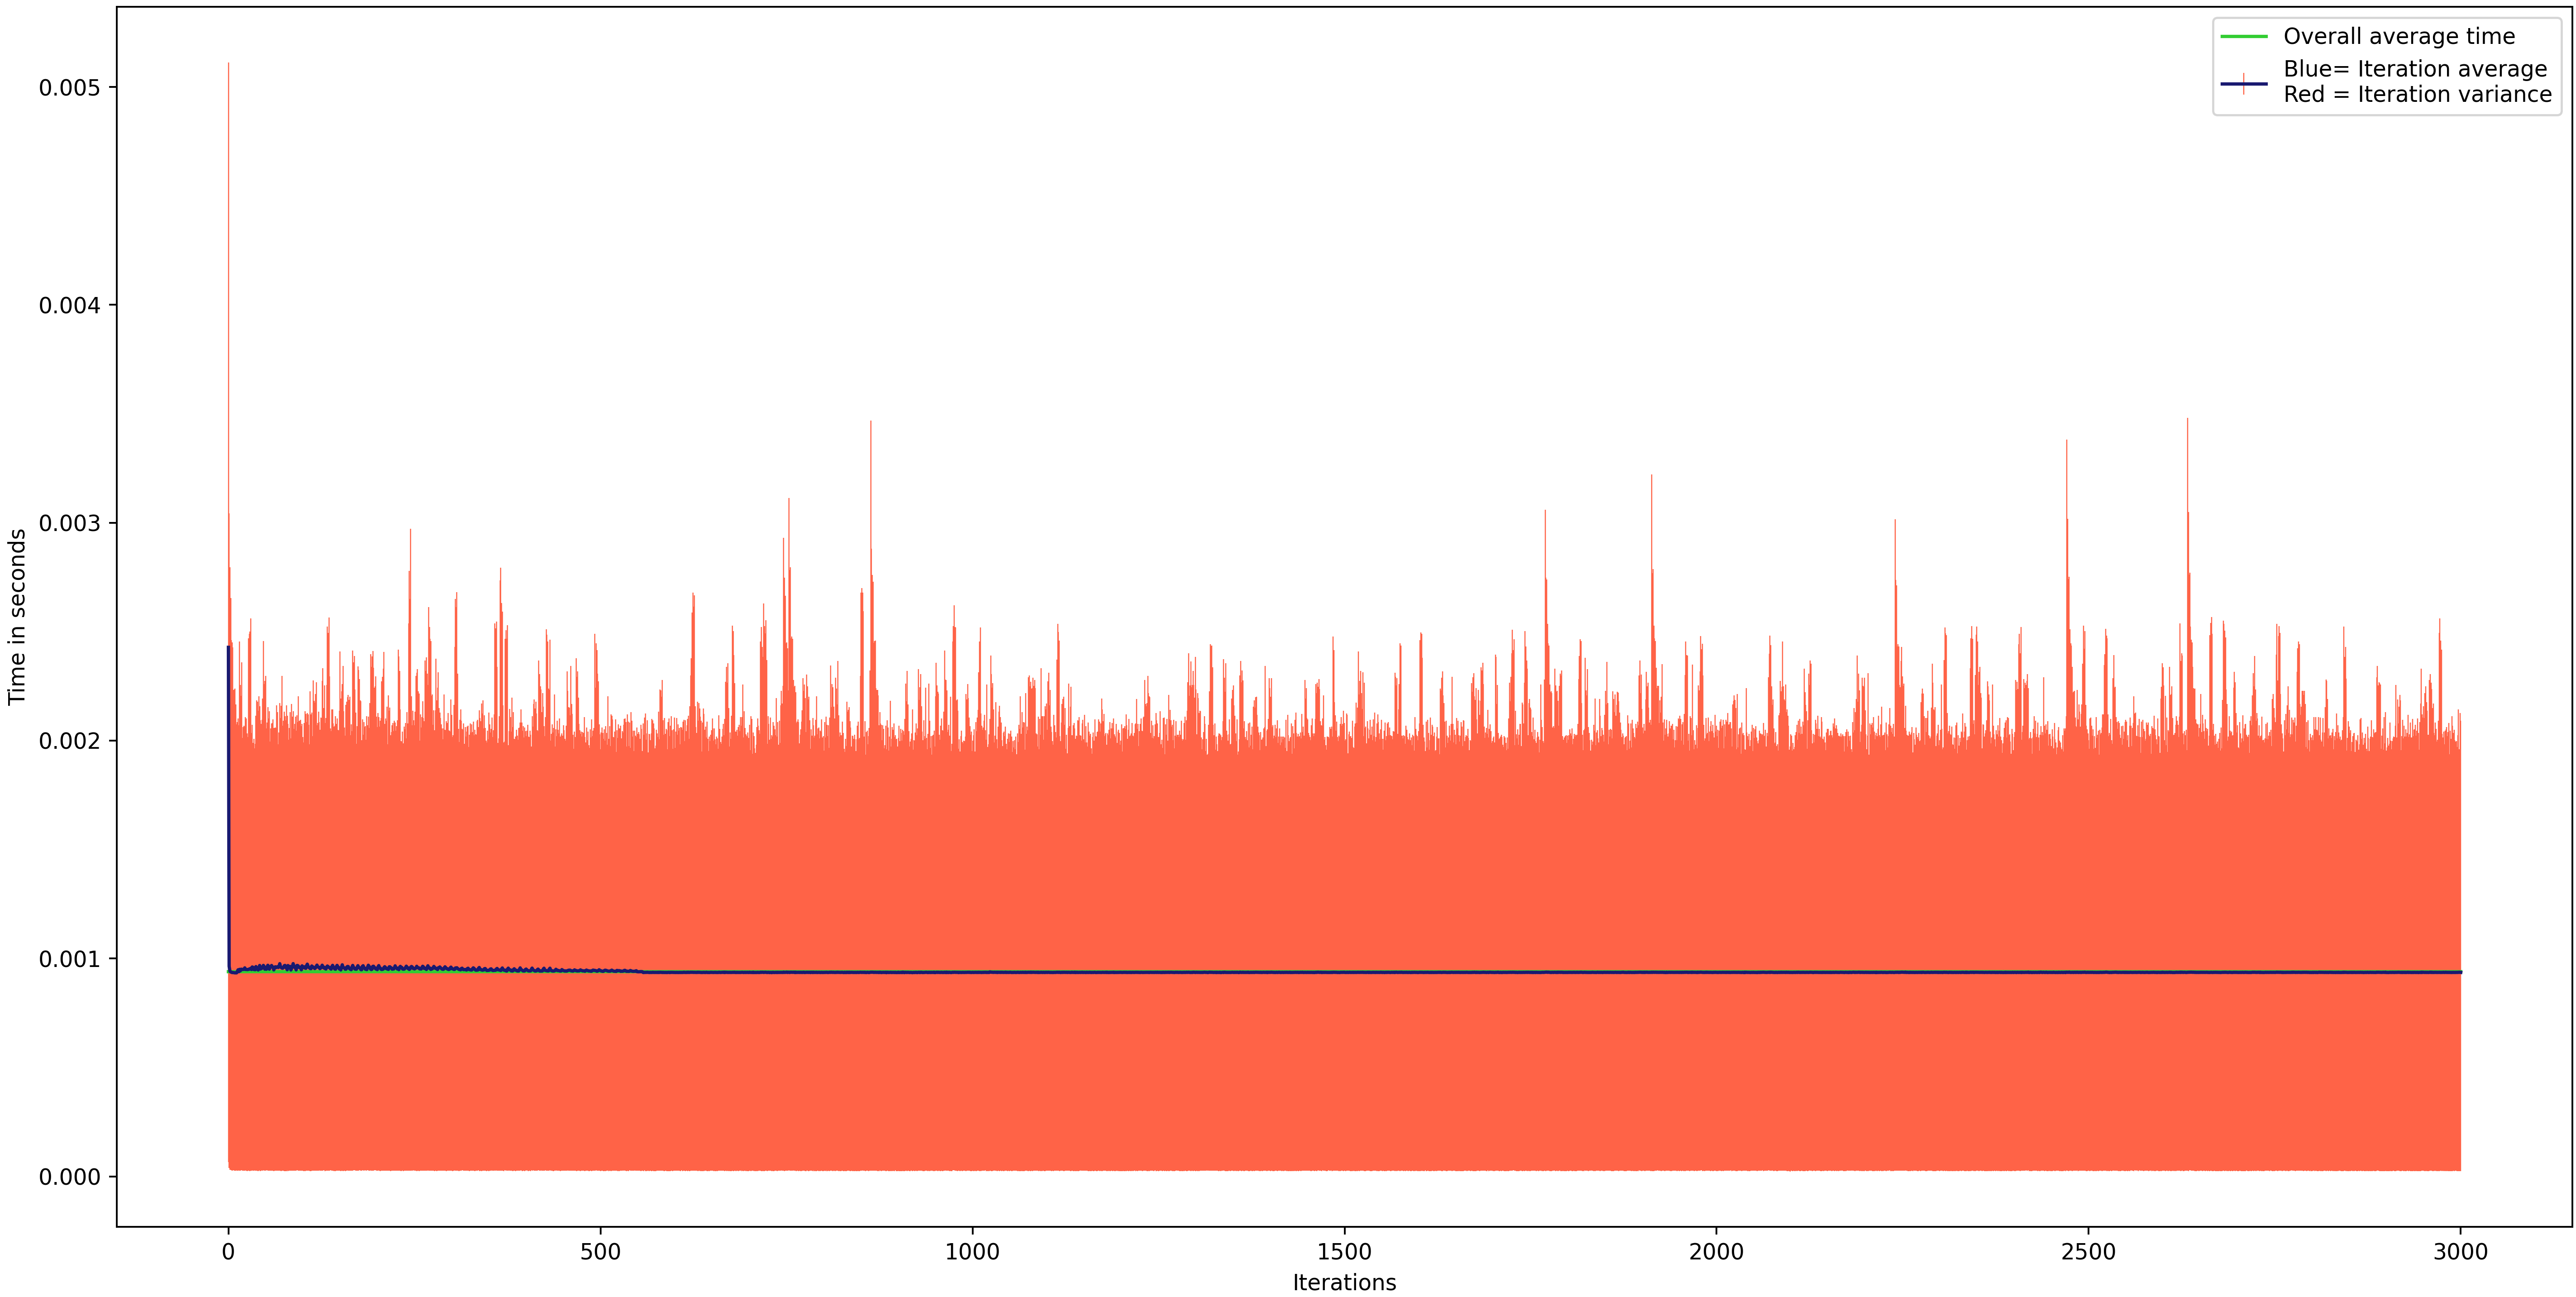 Overall average time
Blue= Iteration average
Red = Iteration variance
0.005
0.004
0.003
0.002
0.001
0.000
Time in seconds
0 500 1000 1500 2000 2500 3000
Iterations